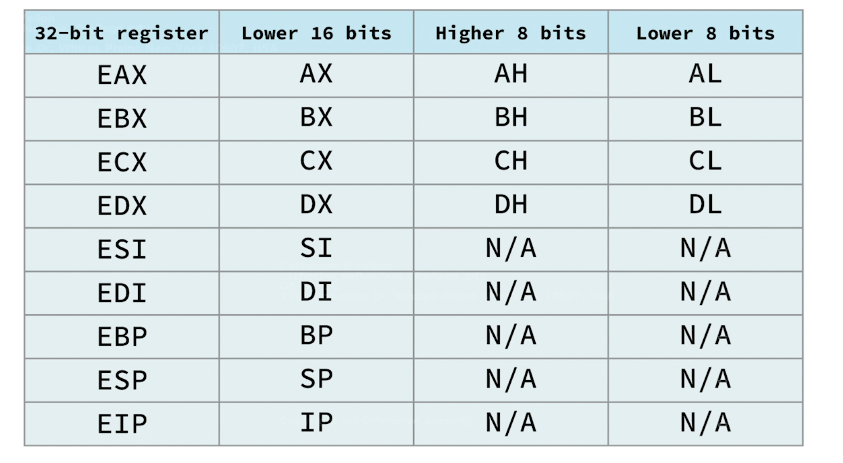 32-bit register Lower 16 bits Higher 8 bits Lower 8 bits
EAX AX AH AL
EBX BX BH BL
ECX CX CH CL
EDX DX DH DL
ESI SI N/A N/A
EDI DI N/A N/A
EBP BP N/A N/A
ESP SP N/A N/A
EIP IP N/A N/A